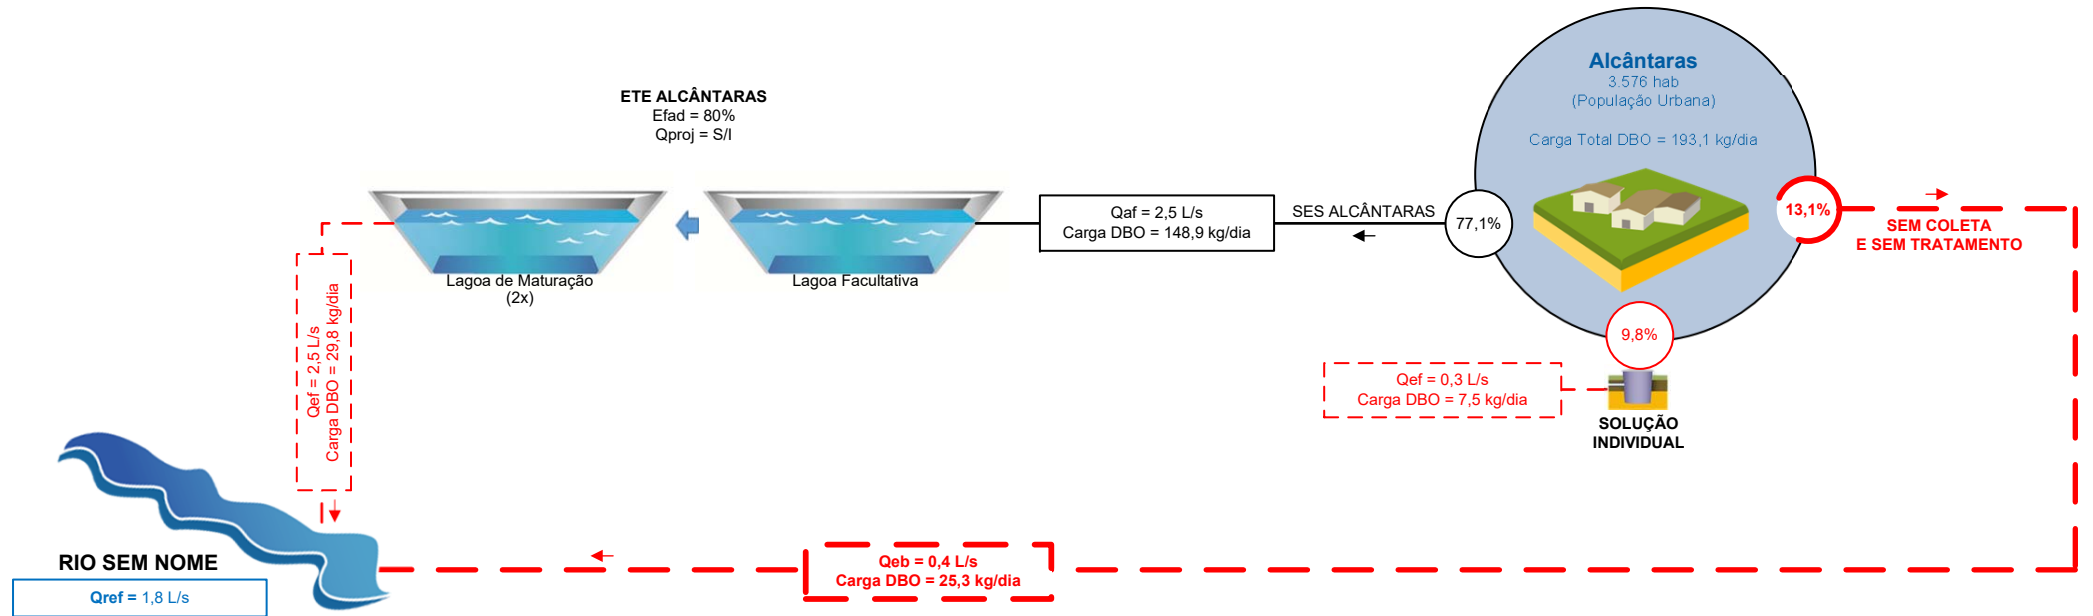 Alcântaras
3.576 hab
(População Urbana)
Carga Total DBO = 193,1 kg/dia
ETE ALCÂNTARAS
Efad = 80%
Qproj = S/I
Qaf = 2,5 L/s
Carga DBO = 148,9 kg/dia
SES ALCÂNTARAS
77,1%
13,1%
SEM COLETA
E SEM TRATAMENTO
Lagoa de Maturação
(2x)
Lagoa Facultativa
Qef = 2,5 L/s
Carga DBO = 29,8 kg/dia
9,8%
Qef = 0,3 L/s
Carga DBO = 7,5 kg/dia
SOLUÇÃO
INDIVIDUAL
RIO SEM NOME
Qref = 1,8 L/s
Qeb = 0,4 L/s
Carga DBO = 25,3 kg/dia